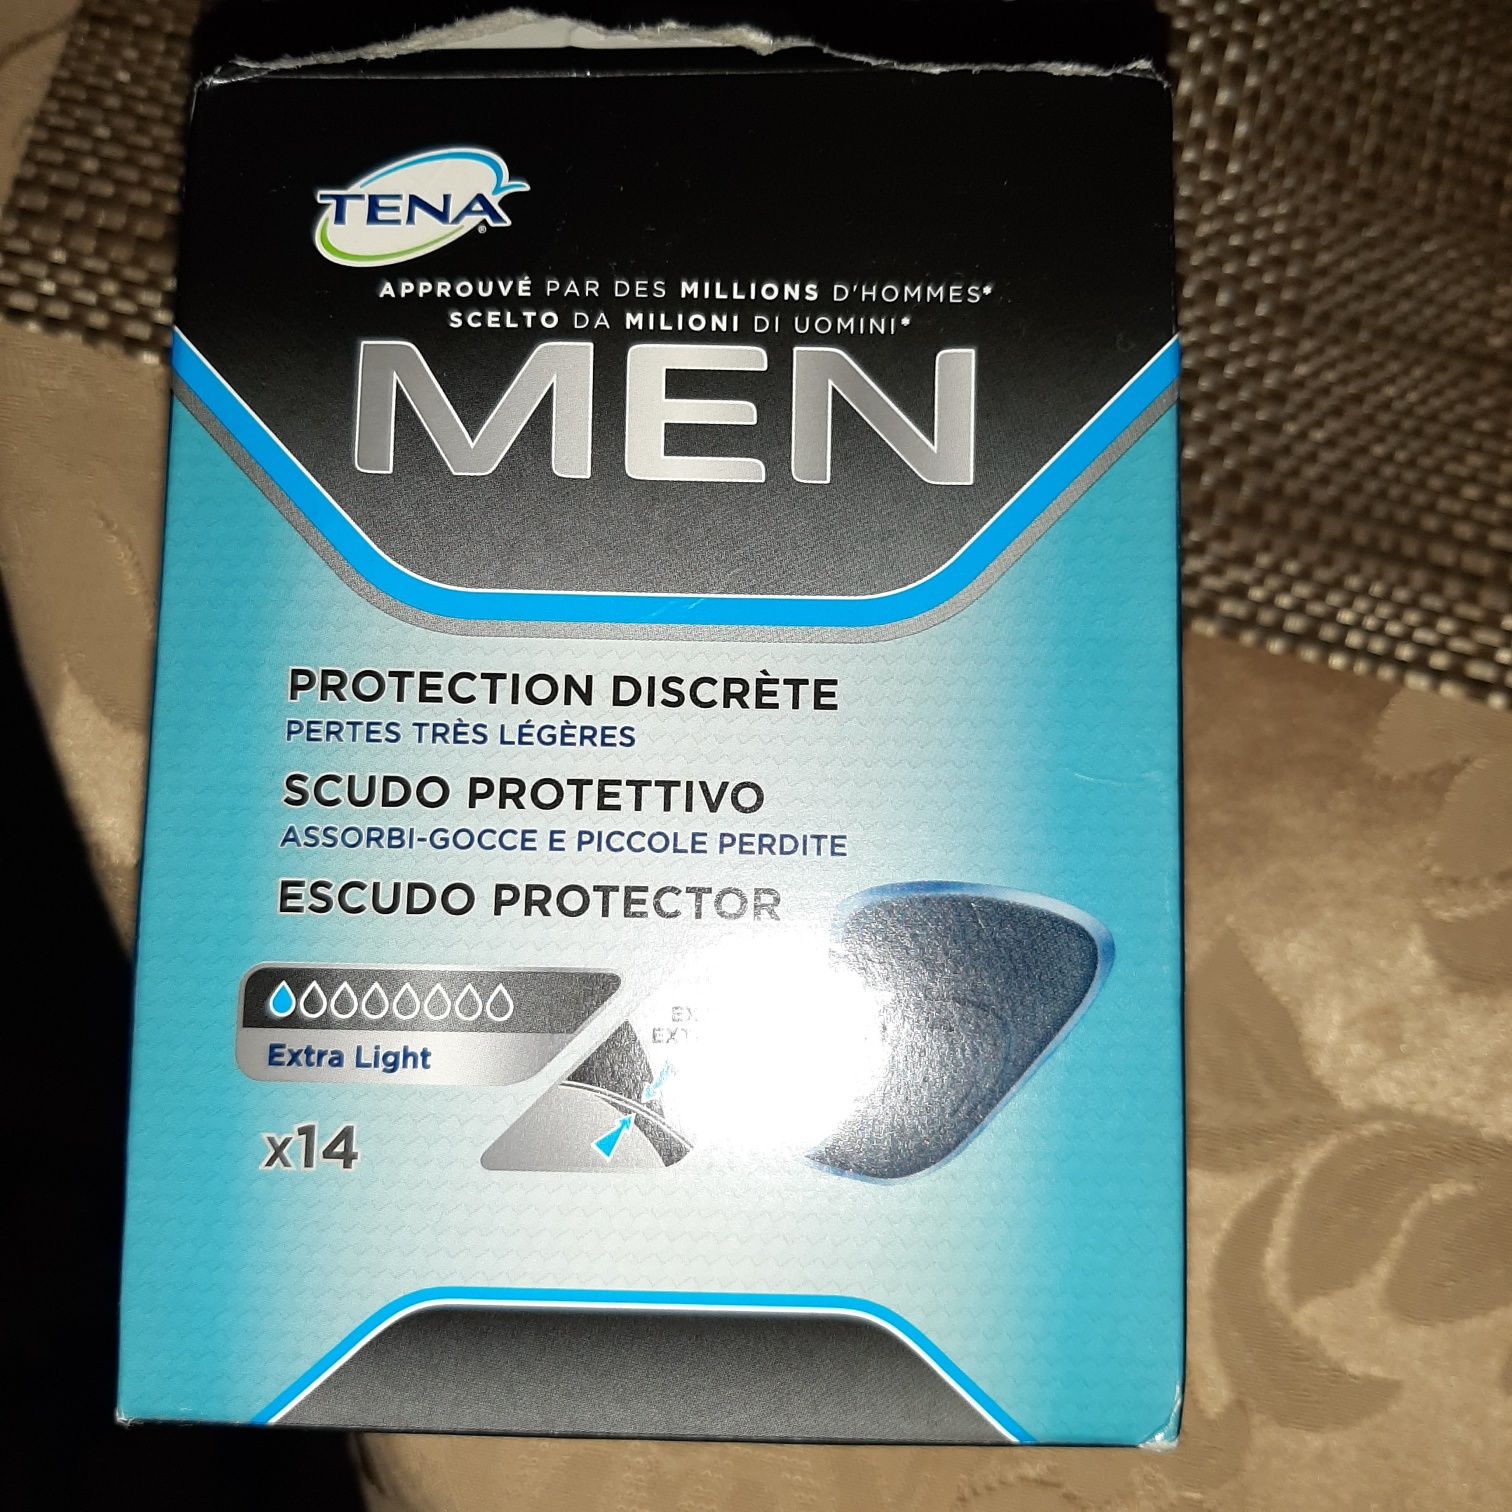 TENA®
APPROUVÉ PAR DES MILLIONS D'HOMMES*
SCELTO DA MILIONI DI UOMINI*
MEN
PROTECTION DISCRÈTE
PERTES TRÈS LÉGÈRES
SCUDO PROTETTIVO
ASSORBI-GOCCE E PICCOLE PERDITE
ESCUDO PROTECTOR
Extra Light
x14